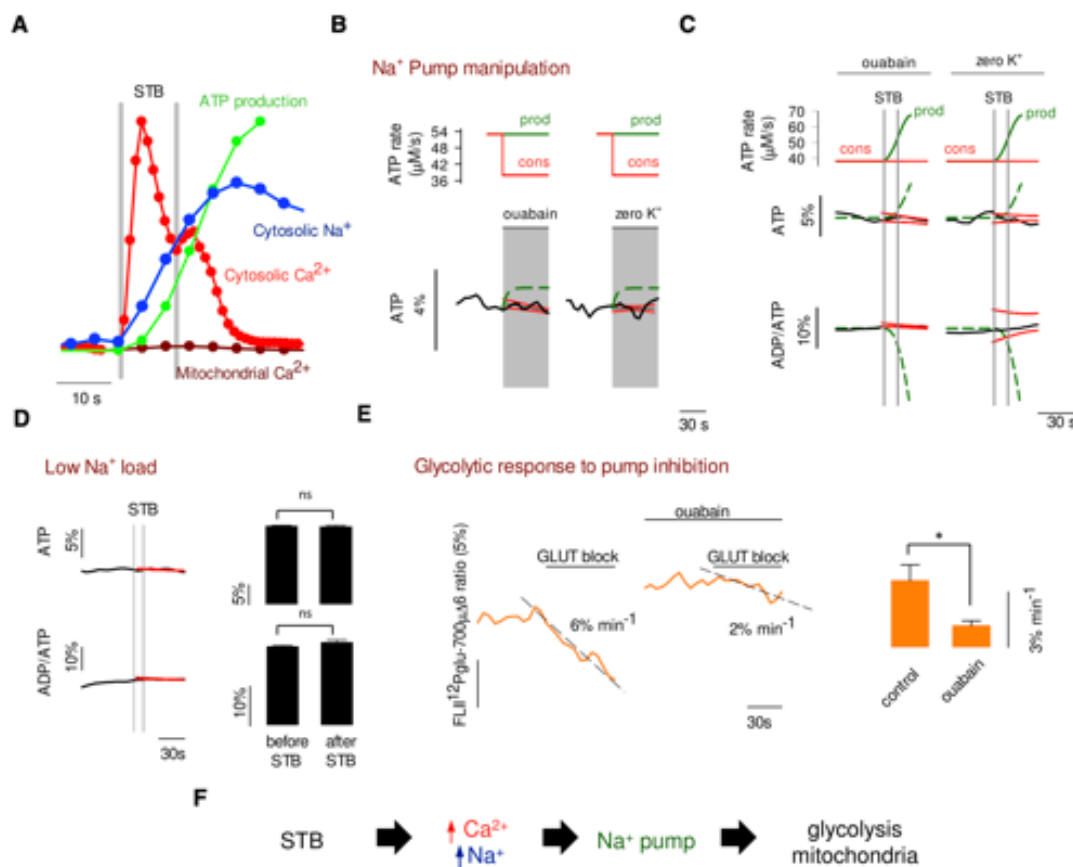 A
STB
ATP production
Cytosolic Na+
Cytosolic Ca2+
Mitochondrial Ca2+
10 s
B
Na+ Pump manipulation
prod
prod
cons
cons
ATP rate
(µM/s)
54
48
42
36
ouabain
zero K+
ATP
4%
30 s
C
ouabain
zero K+
STB
STB
ATP rate
(µM/s)
70
60
50
40
prod
prod
cons
cons
ATP
5%
ADP/ATP
10%
30 s
D
Low Na+ load
STB
ATP
5%
ADP/ATP
10%
30s
ns
5%
ns
10%
before
STB
after
STB
E
Glycolytic response to pump inhibition
FLII12Pglu-700µΔ6 ratio (5%)
GLUT block
6% min-1
ouabain
GLUT block
2% min-1
30s
*
3% min-1
control
ouabain
F
STB
Ca2+
Na+
Na+ pump
glycolysis
mitochondria